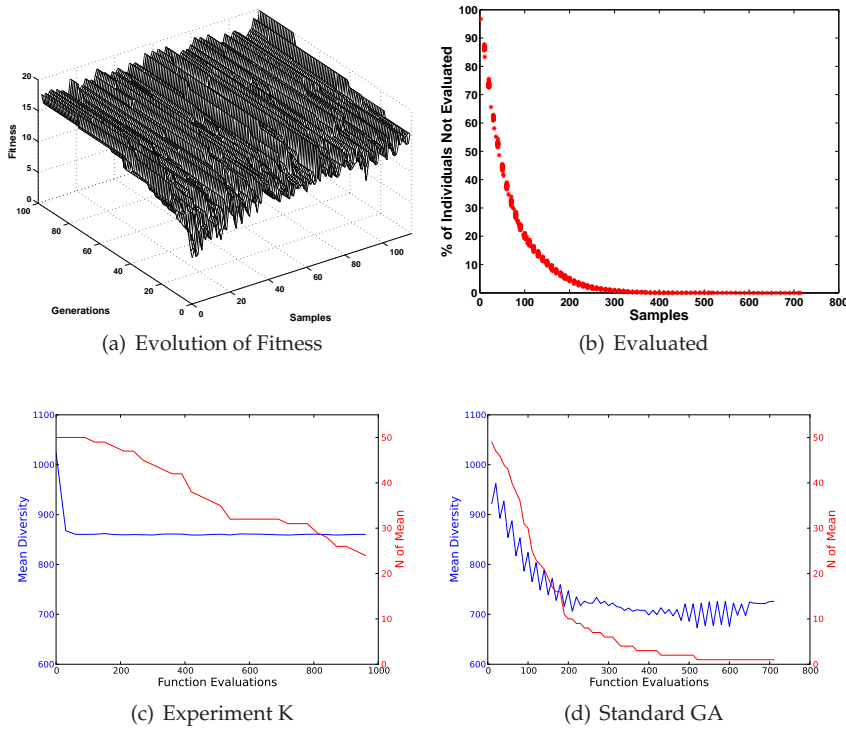 20
15
10
5
0
Fitness
100
80
60
40
20
0
Generations
0
20
40
60
80
100
Samples
(a) Evolution of Fitness
100
90
80
70
60
50
40
30
20
10
0
% of Individuals Not Evaluated
0 100 200 300 400 500 600 700 800
Samples
(b) Evaluated
1100
1000
900
800
700
600
Mean Diversity
50
40
30
20
10
0
N of Mean
0 200 400 600 800 1000
Function Evaluations
(c) Experiment K
1100
1000
900
800
700
600
Mean Diversity
50
40
30
20
10
0
N of Mean
0 100 200 300 400 500 600 700 800
Function Evaluations
(d) Standard GA